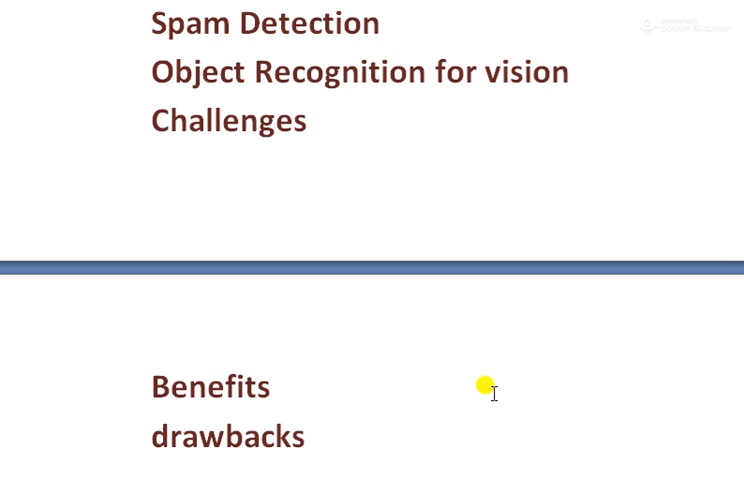 Spam Detection
Object Recognition for vision
Challenges
Benefits
drawbacks